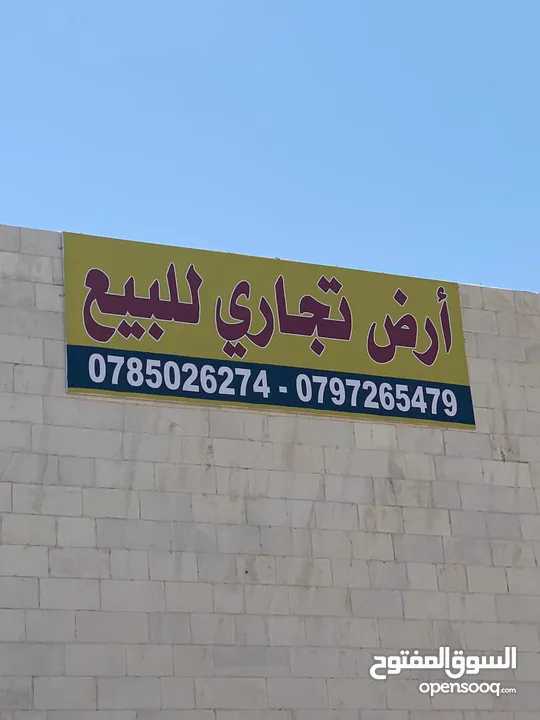 أرض تجاري للبيع
0785026274 - 0797265479
السوق المفتوح
opensooq.com